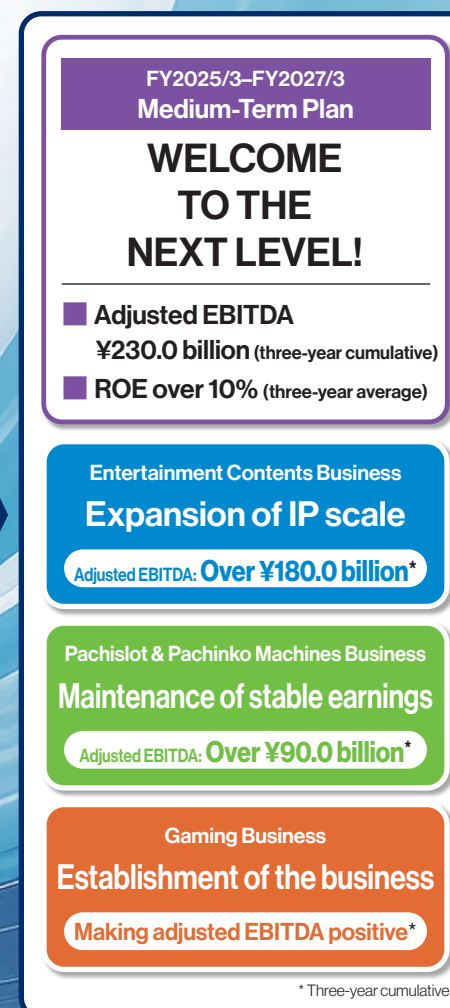 FY2025/3–FY2027/3
Medium-Term Plan
WELCOME
TO THE
NEXT LEVEL!
Adjusted EBITDA
¥230.0 billion (three-year cumulative)
ROE over 10% (three-year average)
Entertainment Contents Business
Expansion of IP scale
Adjusted EBITDA: Over ¥180.0 billion*
Pachislot & Pachinko Machines Business
Maintenance of stable earnings
Adjusted EBITDA: Over ¥90.0 billion*
Gaming Business
Establishment of the business
Making adjusted EBITDA positive*
* Three-year cumulative